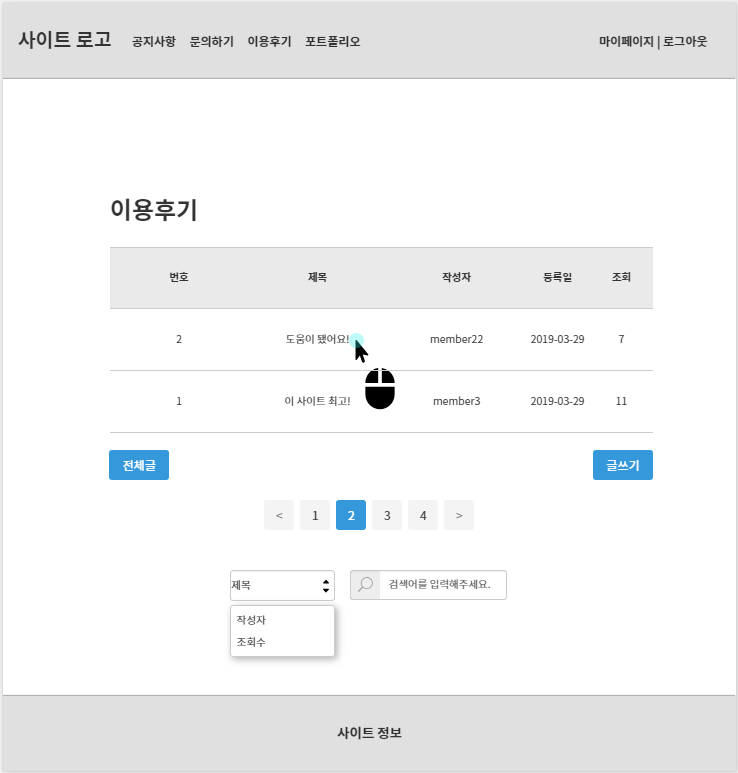 사이트 로고 공지사항 문의하기 이용후기 포트폴리오 마이페이지 | 로그아웃
이용후기
번호 제목 작성자 등록일 조회
2 도움이 됐어요! member22 2019-03-29 7
1 이 사이트 최고! member3 2019-03-29 11
전체글 글쓰기
< 1 2 3 4 >
제목 검색어를 입력해주세요.
작성자
조회수
사이트 정보